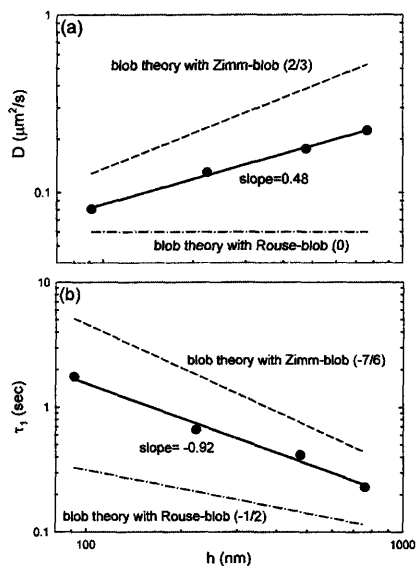 (a)
1
0.1
D (μm²/s)
blob theory with Zimm-blob (2/3)
slope=0.48
blob theory with Rouse-blob (0)
(b)
10
1
0.1
τ₁ (sec)
blob theory with Zimm-blob (-7/6)
slope= -0.92
blob theory with Rouse-blob (-1/2)
100
1000
h (nm)